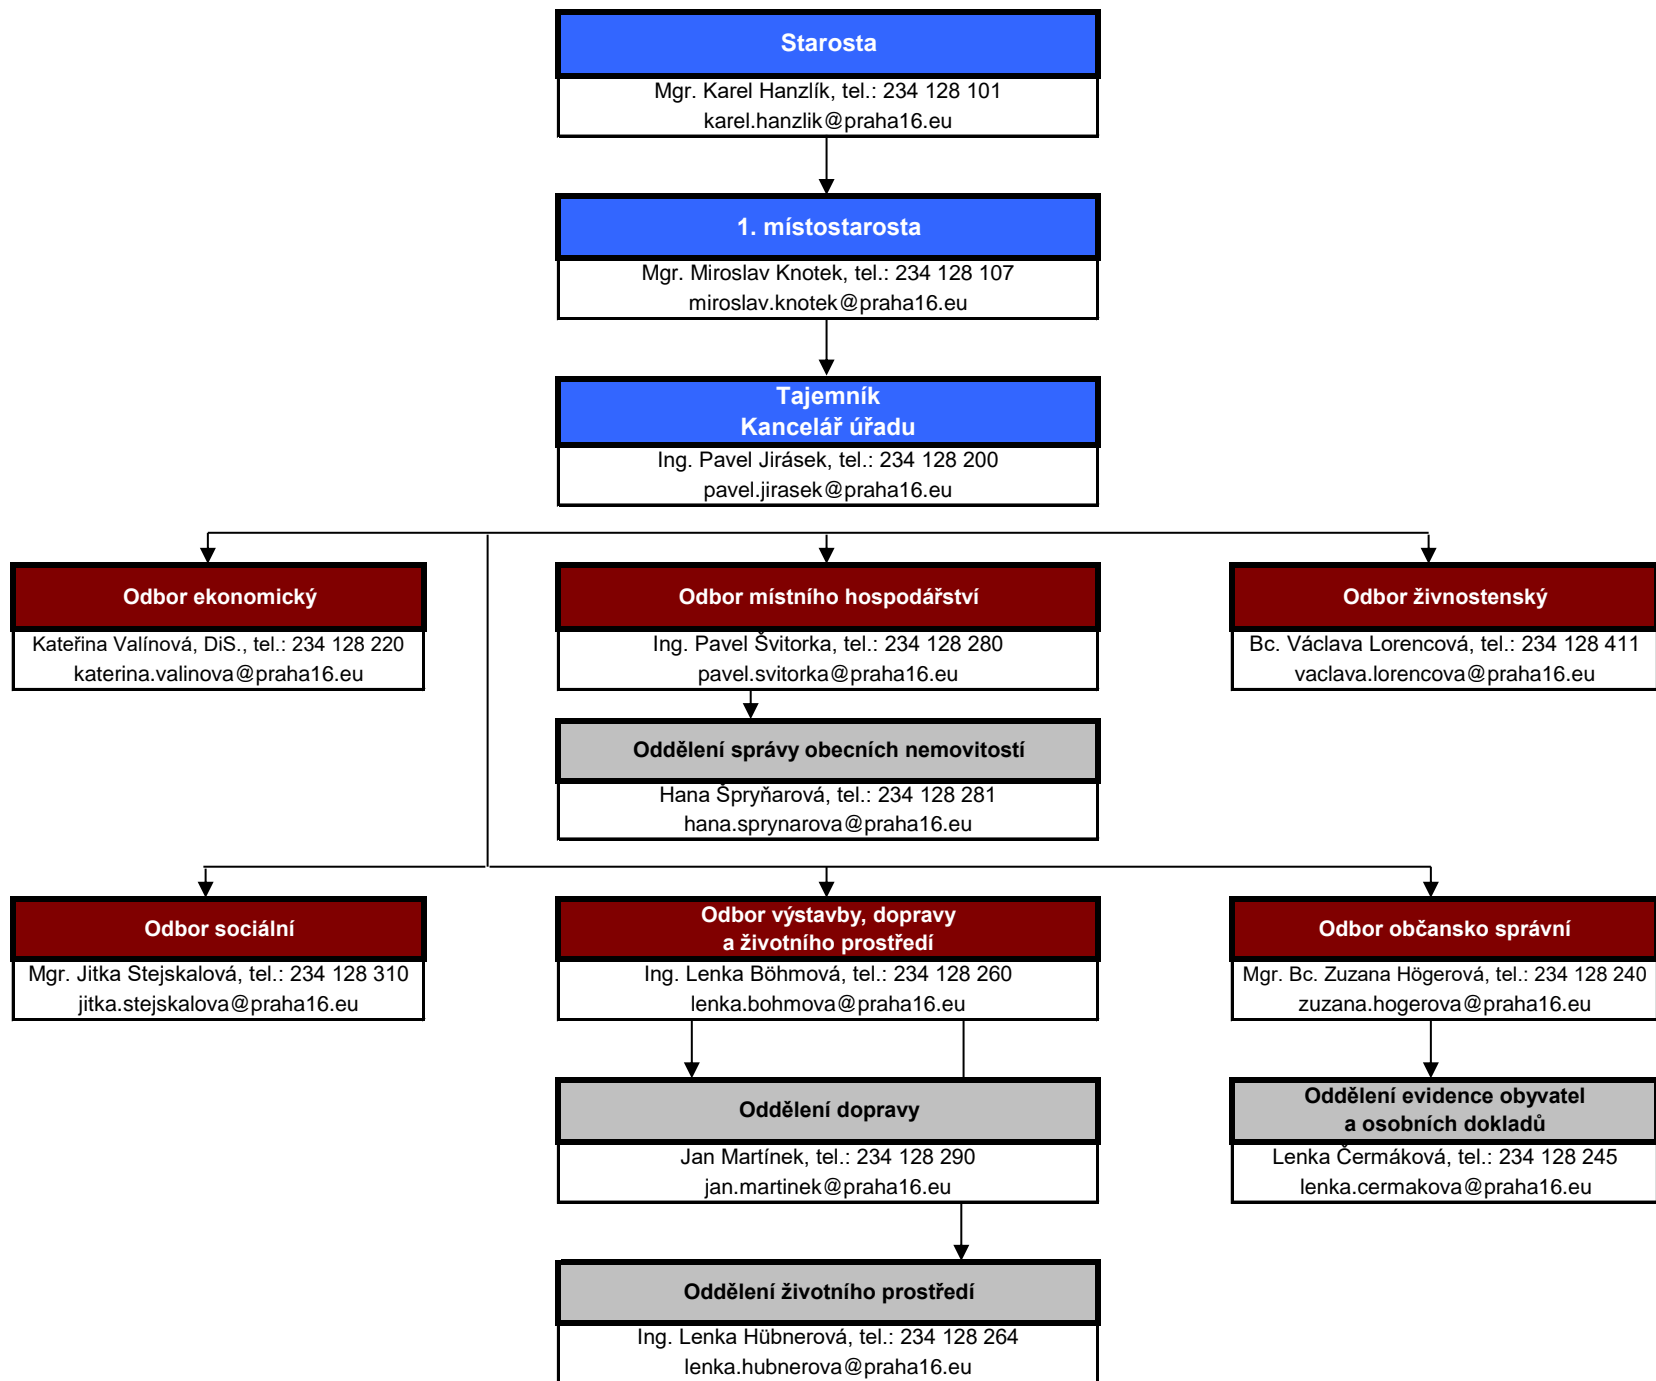 Starosta
Mgr. Karel Hanzlík, tel.: 234 128 101
karel.hanzlik@praha16.eu
1. místostarosta
Mgr. Miroslav Knotek, tel.: 234 128 107
miroslav.knotek@praha16.eu
Tajemník
Kancelář úřadu
Ing. Pavel Jirásek, tel.: 234 128 200
pavel.jirasek@praha16.eu
Odbor ekonomický
Kateřina Valínová, DiS., tel.: 234 128 220
katerina.valinova@praha16.eu
Odbor místního hospodářství
Ing. Pavel Švitorka, tel.: 234 128 280
pavel.svitorka@praha16.eu
Odbor živnostenský
Bc. Václava Lorencová, tel.: 234 128 411
vaclava.lorencova@praha16.eu
Oddělení správy obecních nemovitostí
Hana Špryňarová, tel.: 234 128 281
hana.sprynarova@praha16.eu
Odbor sociální
Mgr. Jitka Stejskalová, tel.: 234 128 310
jitka.stejskalova@praha16.eu
Odbor výstavby, dopravy
a životního prostředí
Ing. Lenka Böhmová, tel.: 234 128 260
lenka.bohmova@praha16.eu
Odbor občansko správní
Mgr. Bc. Zuzana Högerová, tel.: 234 128 240
zuzana.hogerova@praha16.eu
Oddělení dopravy
Jan Martínek, tel.: 234 128 290
jan.martinek@praha16.eu
Oddělení evidence obyvatel
a osobních dokladů
Lenka Čermáková, tel.: 234 128 245
lenka.cermakova@praha16.eu
Oddělení životního prostředí
Ing. Lenka Hübnerová, tel.: 234 128 264
lenka.hubnerova@praha16.eu